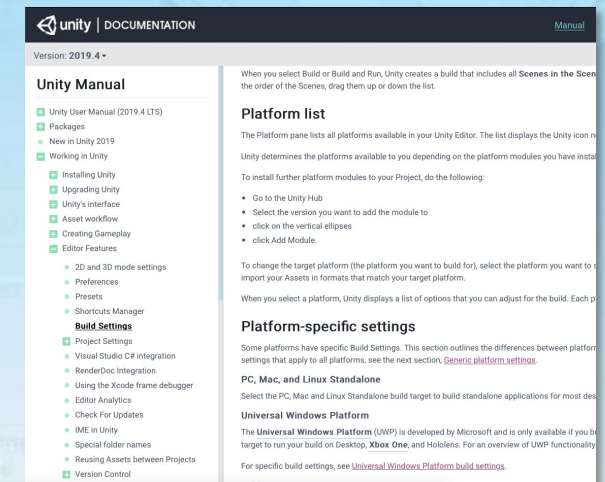 unity | DOCUMENTATION
Manual
Version: 2019.4
Unity Manual
Unity User Manual (2019.4 LTS)
Packages
New in Unity 2019
Working in Unity
Installing Unity
Upgrading Unity
Unity's interface
Asset workflow
Creating Gameplay
Editor Features
2D and 3D mode settings
Preferences
Presets
Shortcuts Manager
Build Settings
Project Settings
Visual Studio C# integration
RenderDoc Integration
Using the Xcode frame debugger
Editor Analytics
Check For Updates
IME in Unity
Special folder names
Reusing Assets between Projects
Version Control
When you select Build or Build and Run, Unity creates a build that includes all Scenes in the Scen
the order of the Scenes, drag them up or down the list.
Platform list
The Platform pane lists all platforms available in your Unity Editor. The list displays the Unity icon n
Unity determines the platforms available to you depending on the platform modules you have instal
To install further platform modules to your Project, do the following:
• Go to the Unity Hub
• Select the version you want to add the module to
• click on the vertical ellipses
• click Add Module.
To change the target platform (the platform you want to build for), select the platform you want to s
import your Assets in formats that match your target platform.
When you select a platform, Unity displays a list of options that you can adjust for the build. Each p
Platform-specific settings
Some platforms have specific Build Settings. This section outlines the differences between platfor
settings that apply to all platforms, see the next section, Generic platform settings.
PC, Mac, and Linux Standalone
Select the PC, Mac and Linux Standalone build target to build standalone applications for most des
Universal Windows Platform
The Universal Windows Platform (UWP) is developed by Microsoft and is only available if you b
target to run your build on Desktop, Xbox One, and Hololens. For an overview of UWP functionality
For specific build settings, see Universal Windows Platform build settings.